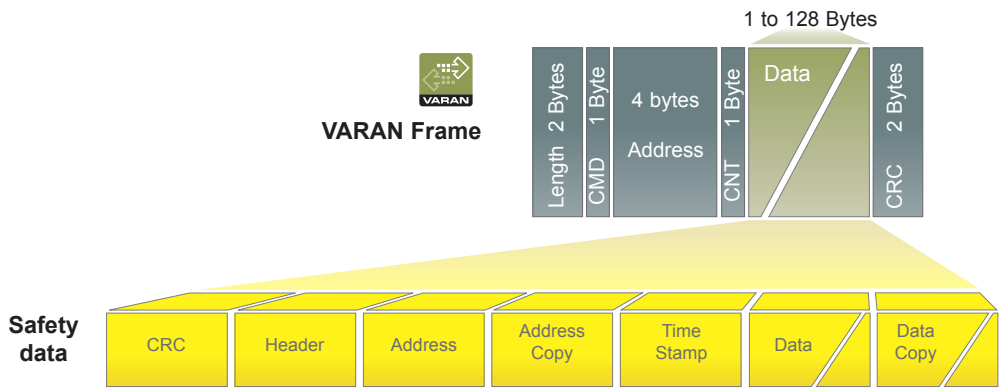 1 to 128 Bytes
VARAN
VARAN Frame
Length 2 Bytes
CMD 1 Byte
4 bytes
Address
CNT 1 Byte
Data
CRC 2 Bytes
Safety
data
CRC
Header
Address
Address
Copy
Time
Stamp
Data
Data
Copy